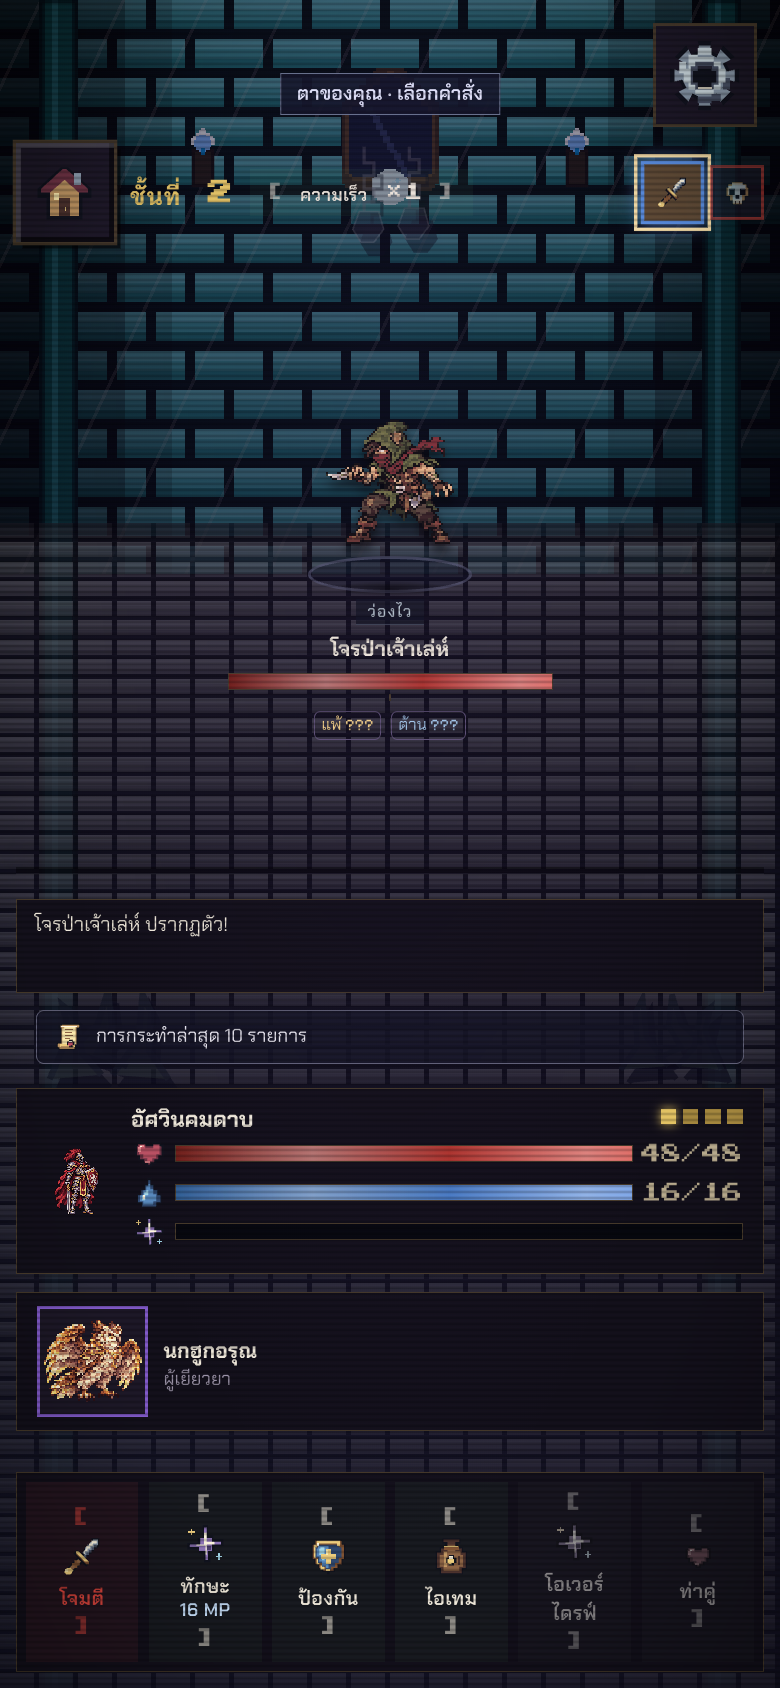 ตาของคุณ · เลือกคำสั่ง
ชั้นที่ 2 [ ความเร็ว ×1 ]
ว่องไว
โจรป่าเจ้าเล่ห์
แพ้ ??? ต้าน ???
โจรป่าเจ้าเล่ห์ ปรากฏตัว!
การกระทำล่าสุด 10 รายการ
อัศวินคมดาบ
48/48
16/16
นกฮูกอรุณ
ผู้เยียวยา
[ โจมตี ]
[ ทักษะ
16 MP ]
[ ป้องกัน ]
[ ไอเทม ]
[ โอเวอร์
ไดรฟ์ ]
[ ท่าคู่ ]